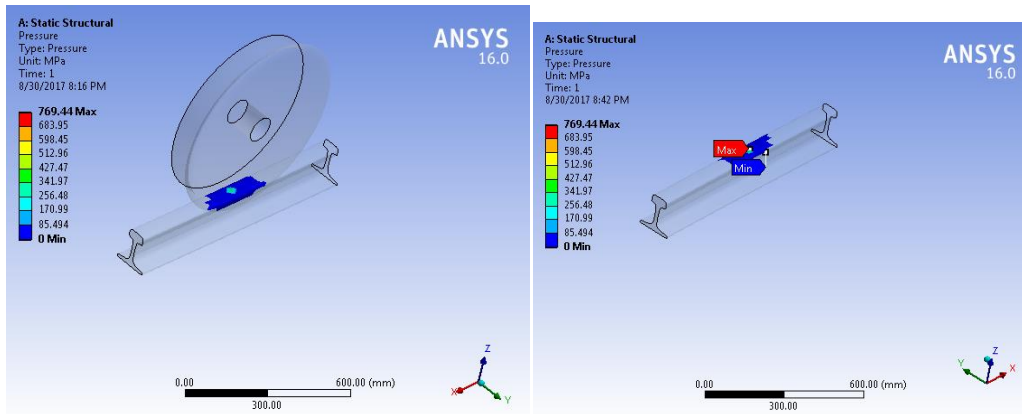 A: Static Structural
Pressure
Type: Pressure
Unit: MPa
Time: 1
8/30/2017 8:16 PM
ANSYS
16.0
769.44 Max
683.95
598.45
512.96
427.47
341.97
256.48
170.99
85.494
0 Min
0.00
600.00 (mm)
300.00
Z
X
Y
A: Static Structural
Pressure
Type: Pressure
Unit: MPa
Time: 1
8/30/2017 8:42 PM
ANSYS
16.0
769.44 Max
683.95
598.45
512.96
427.47
341.97
256.48
170.99
85.494
0 Min
Max
Min
0.00
600.00 (mm)
300.00
Z
Y
X